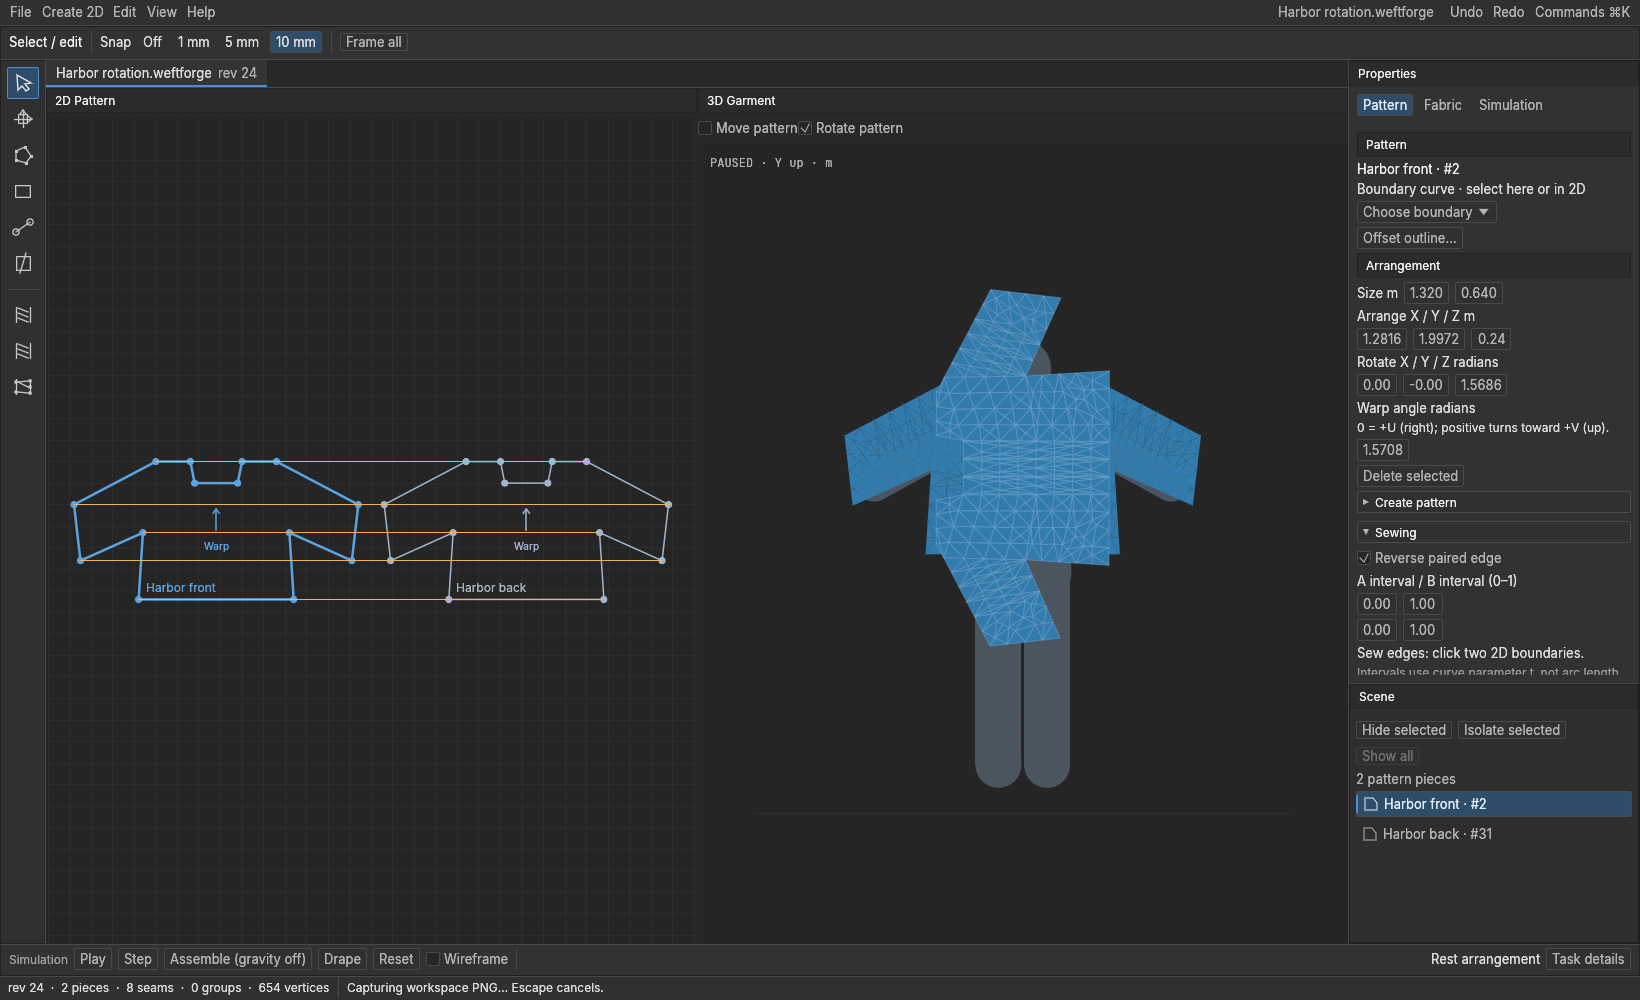 File Create 2D Edit View Help
Harbor rotation.weftforge Undo Redo Commands ⌘K
Select / edit Snap Off 1 mm 5 mm 10 mm Frame all
Harbor rotation.weftforge rev 24
2D Pattern
Warp
Warp
Harbor front
Harbor back
3D Garment
Move pattern Rotate pattern
PAUSED · Y up · m
Properties
Pattern Fabric Simulation
Pattern
Harbor front · #2
Boundary curve · select here or in 2D
Choose boundary
Offset outline...
Arrangement
Size m 1.320 0.640
Arrange X / Y / Z m
1.2816 1.9972 0.24
Rotate X / Y / Z radians
0.00 -0.00 1.5686
Warp angle radians
0 = +U (right); positive turns toward +V (up).
1.5708
Delete selected
Create pattern
Sewing
Reverse paired edge
A interval / B interval (0–1)
0.00 1.00
0.00 1.00
Sew edges: click two 2D boundaries.
Intervals use curve parameter t, not arc length
Scene
Hide selected Isolate selected
Show all
2 pattern pieces
Harbor front · #2
Harbor back · #31
Simulation Play Step Assemble (gravity off) Drape Reset Wireframe
Rest arrangement Task details
rev 24 · 2 pieces · 8 seams · 0 groups · 654 vertices Capturing workspace PNG... Escape cancels.